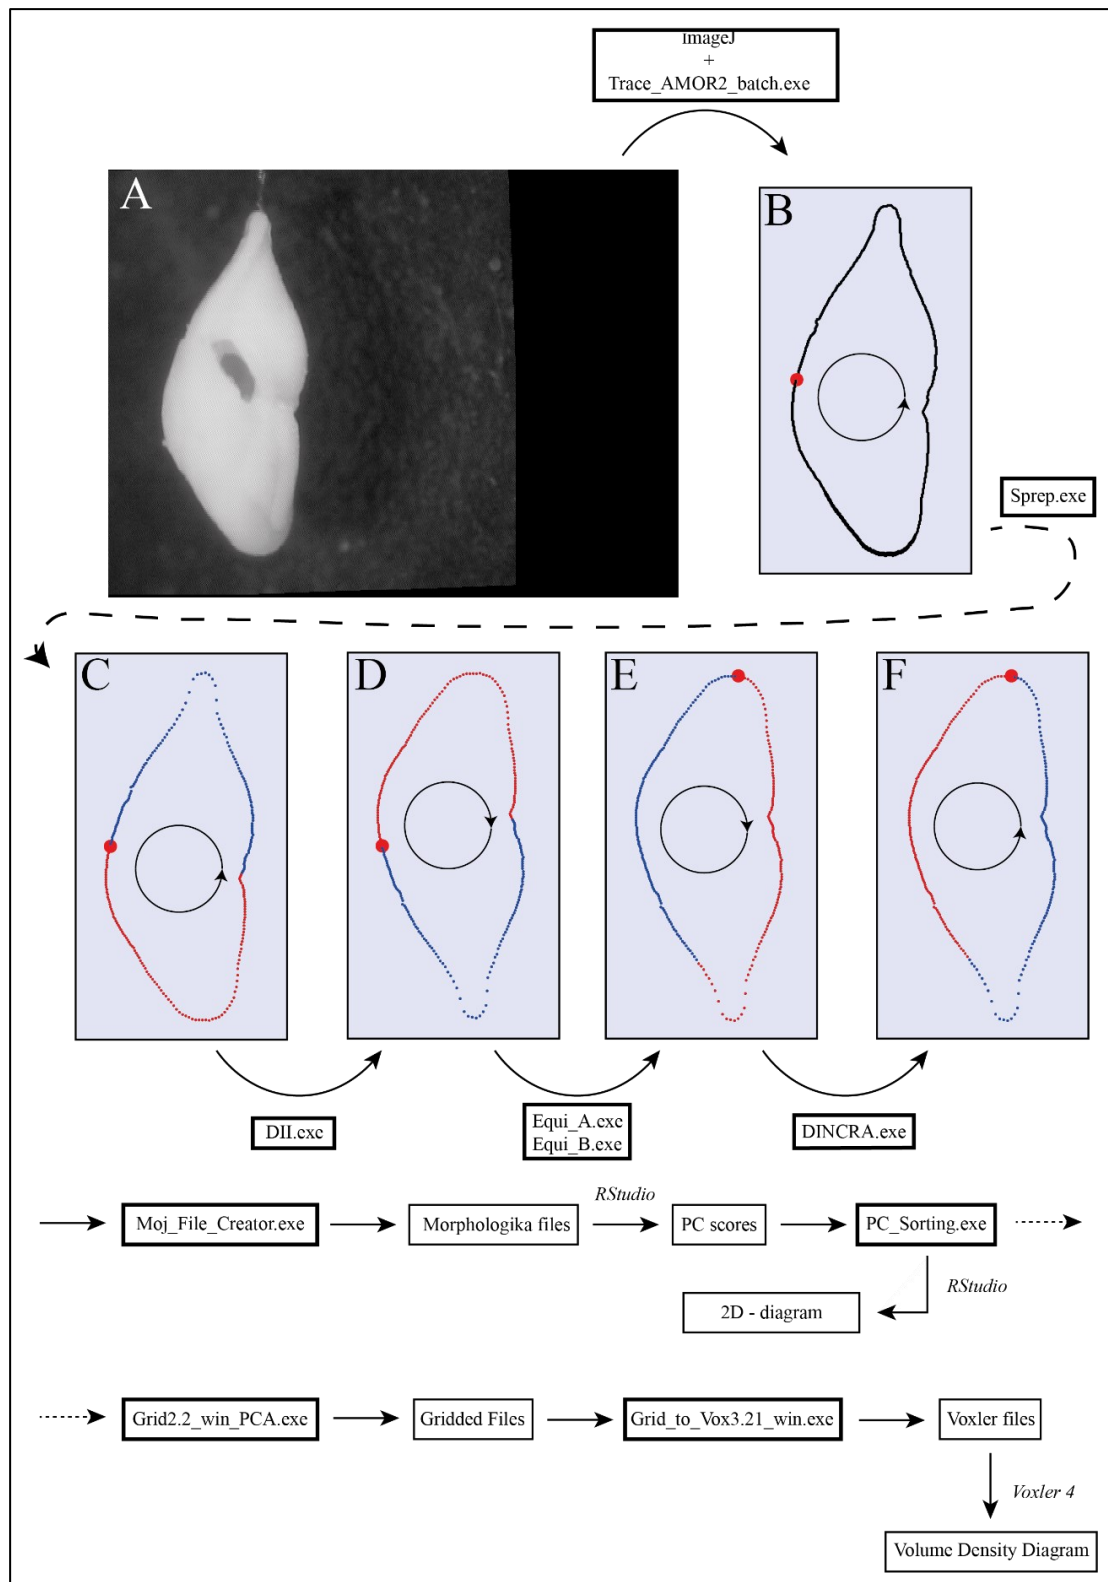 ImageJ
+
Trace_AMOR2_batch.exe
A
B
Sprep.exe
C
D
E
F
DII.exe
Equi_A.exe
Equi_B.exe
DINCRA.exe
RStudio
Moj_File_Creator.exe
Morphologika files
PC scores
PC_Sorting.exe
RStudio
2D - diagram
Grid2.2_win_PCA.exe
Gridded Files
Grid_to_Vox3.21_win.exe
Voxler files
Voxler 4
Volume Density Diagram